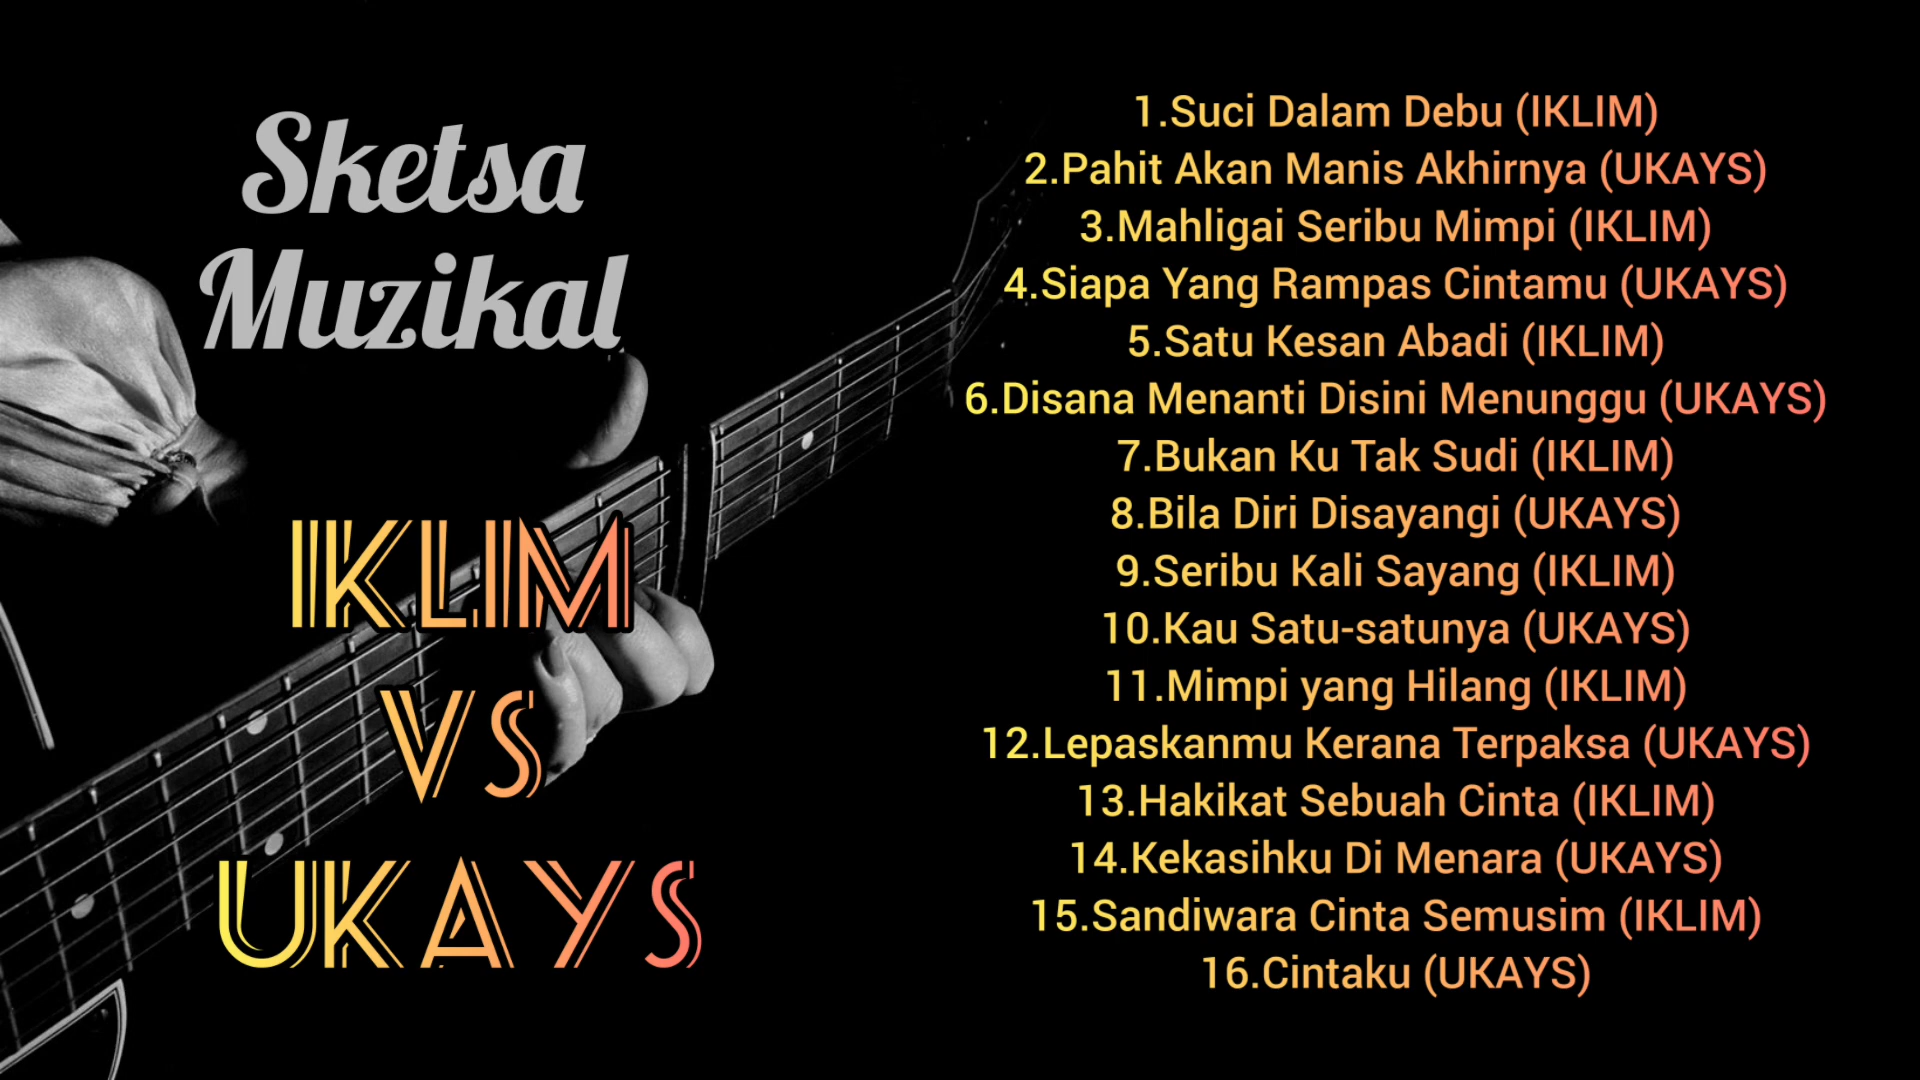 Sketsa
Muzikal
IKLIM
VS
UKAYS
1.Suci Dalam Debu (IKLIM)
2.Pahit Akan Manis Akhirnya (UKAYS)
3.Mahligai Seribu Mimpi (IKLIM)
4.Siapa Yang Rampas Cintamu (UKAYS)
5.Satu Kesan Abadi (IKLIM)
6.Disana Menanti Disini Menunggu (UKAYS)
7.Bukan Ku Tak Sudi (IKLIM)
8.Bila Diri Disayangi (UKAYS)
9.Seribu Kali Sayang (IKLIM)
10.Kau Satu-satunya (UKAYS)
11.Mimpi yang Hilang (IKLIM)
12.Lepaskanmu Kerana Terpaksa (UKAYS)
13.Hakikat Sebuah Cinta (IKLIM)
14.Kekasihku Di Menara (UKAYS)
15.Sandiwara Cinta Semusim (IKLIM)
16.Cintaku (UKAYS)